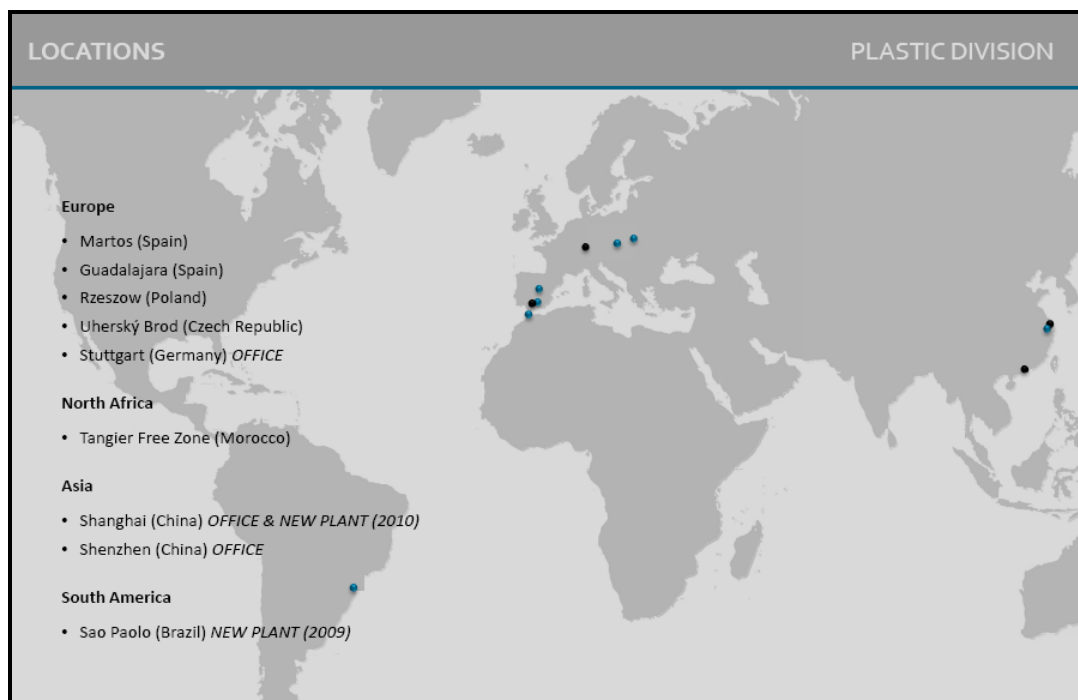 LOCATIONS
PLASTIC DIVISION
Europe
• Martos (Spain)
• Guadalajara (Spain)
• Rzeszow (Poland)
• Uherský Brod (Czech Republic)
• Stuttgart (Germany) OFFICE
North Africa
• Tangier Free Zone (Morocco)
Asia
• Shanghai (China) OFFICE & NEW PLANT (2010)
• Shenzhen (China) OFFICE
South America
• Sao Paolo (Brazil) NEW PLANT (2009)